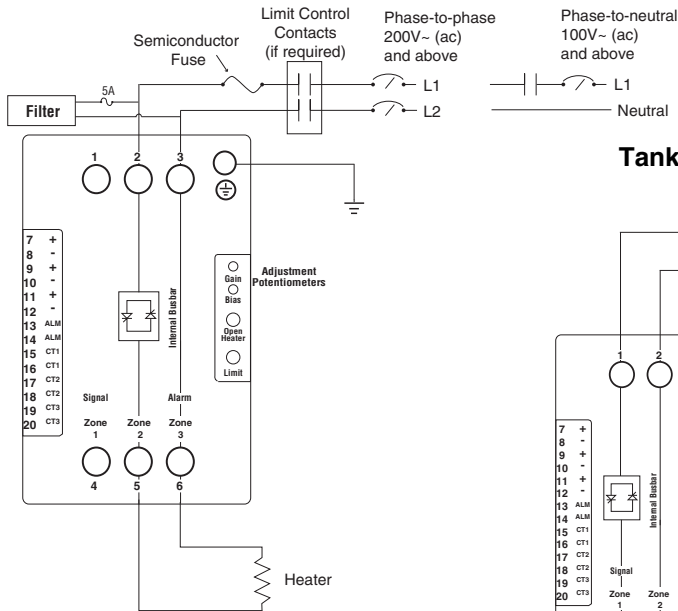 Limit Control
Contacts
(if required)
Semiconductor
Fuse
Phase-to-phase
200V~ (ac)
and above
Phase-to-neutral
100V~ (ac)
and above
5A
L1
L1
Filter
L2
Neutral
Tank
1 2 3
7 +
8 -
9 +
10 -
11 +
12 -
13 ALM
14 ALM
15 CT1
16 CT1
17 CT2
18 CT2
19 CT3
20 CT3
Internal Busbar
Gain
Bias
Open
Heater
Limit
Adjustment
Potentiometers
Signal Alarm
Zone Zone Zone
1 2 3
4 5 6
Heater
1 2
7 +
8 -
9 +
10 -
11 +
12 -
13 ALM
14 ALM
15 CT1
16 CT1
17 CT2
18 CT2
19 CT3
20 CT3
Internal Busbar
Signal
Zone Zone
1 2